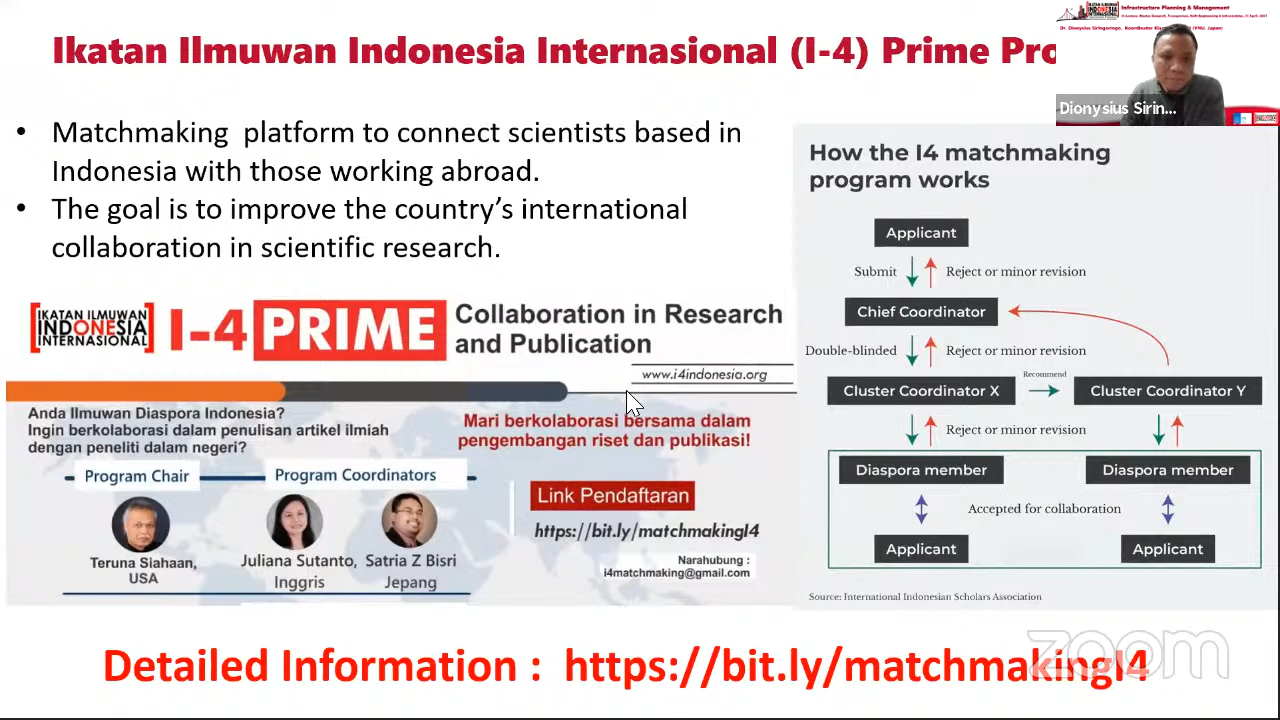 Ikatan Ilmuwan Indonesia Internasional (I-4) Prime Pro
Infrastructure Planning & Management
Dionysius Sirin...
• Matchmaking platform to connect scientists based in
Indonesia with those working abroad.
• The goal is to improve the country's international
collaboration in scientific research.
IKATAN ILMUWAN
INDONESIA
INTERNASIONAL
I-4 PRIME
Collaboration in Research
and Publication
www.i4indonesia.org
Anda Ilmuwan Diaspora Indonesia?
Ingin berkolaborasi dalam penulisan artikel ilmiah
dengan peneliti dalam negeri?
Mari berkolaborasi bersama dalam
pengembangan riset dan publikasi!
Program Chair
Program Coordinators
Teruna Siahaan,
USA
Juliana Sutanto,
Inggris
Satria Z Bisri
Jepang
Link Pendaftaran
https://bit.ly/matchmakingI4
Narahubung :
i4matchmaking@gmail.com
How the I4 matchmaking
program works
Applicant
Submit
Reject or minor revision
Chief Coordinator
Double-blinded
Reject or minor revision
Recommend
Cluster Coordinator X
Cluster Coordinator Y
Reject or minor revision
Diaspora member
Diaspora member
Accepted for collaboration
Applicant
Applicant
Source: International Indonesian Scholars Association
Detailed Information : https://bit.ly/matchmakingI4
zoom